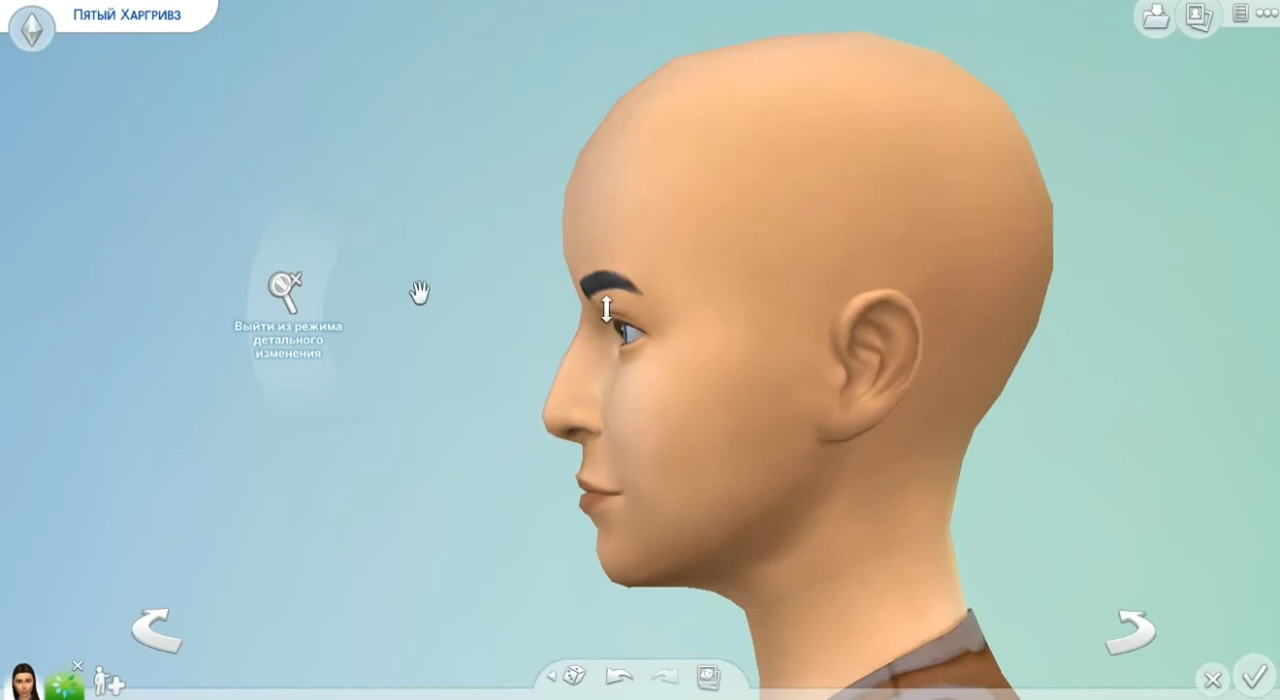 Пятый Харгривз
Выйти из режима
детального
изменения